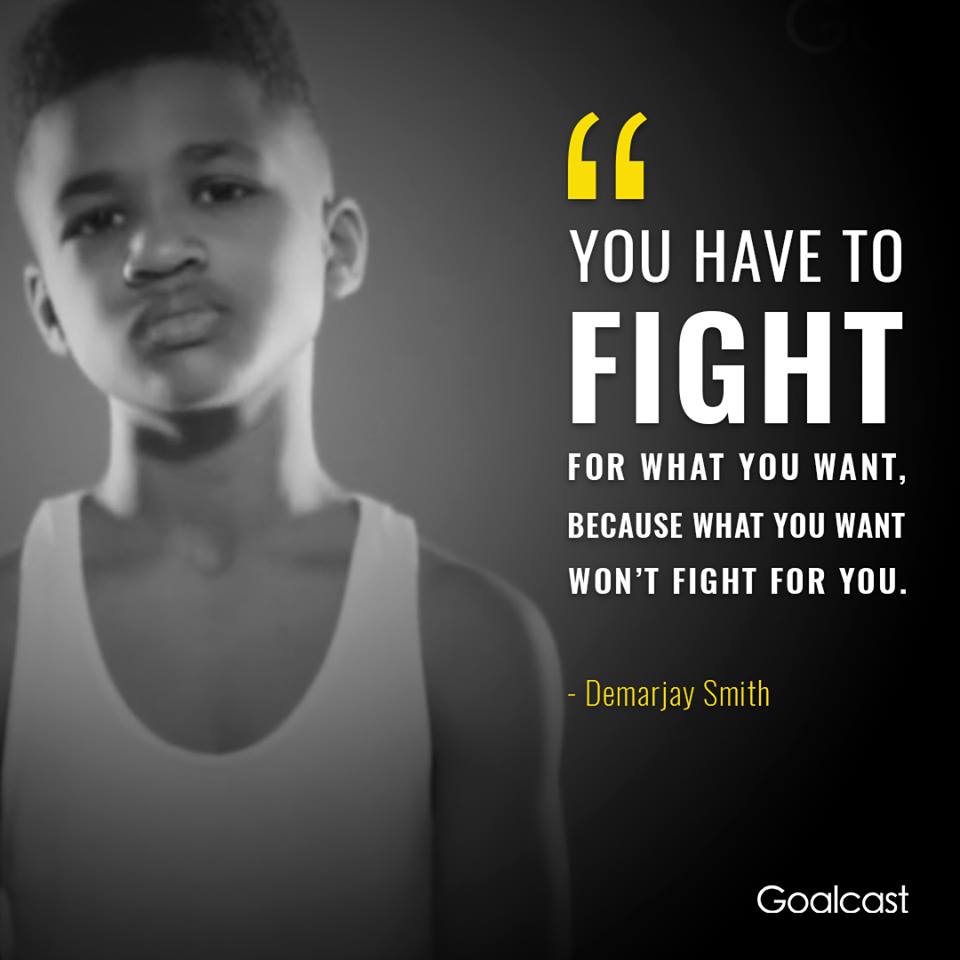 “
YOU HAVE TO
FIGHT
FOR WHAT YOU WANT,
BECAUSE WHAT YOU WANT
WON’T FIGHT FOR YOU.
- Demarjay Smith
Goalcast